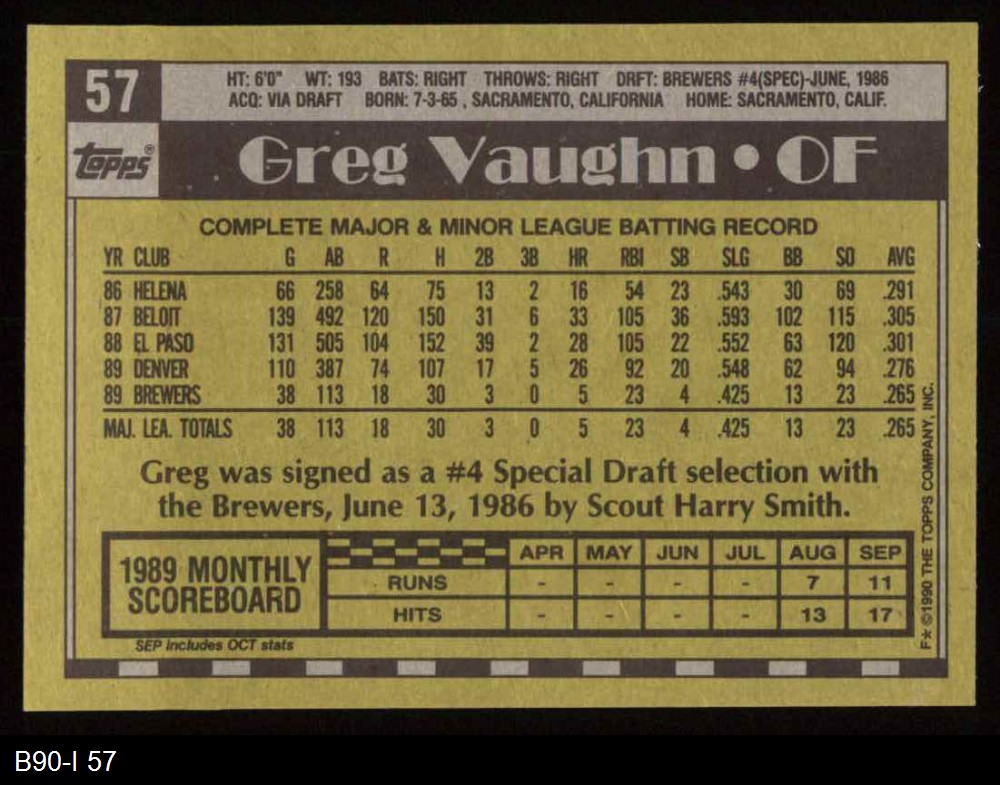 57
HT: 6'0" WT: 193 BATS: RIGHT THROWS: RIGHT DRFT: BREWERS #4(SPEC)-JUNE, 1986
ACQ: VIA DRAFT BORN: 7-3-65 , SACRAMENTO, CALIFORNIA HOME: SACRAMENTO, CALIF.
topps®
Greg Vaughn • OF
COMPLETE MAJOR & MINOR LEAGUE BATTING RECORD
YR CLUB G AB R H 2B 3B HR RBI SB SLG BB SO AVG
86 HELENA 66 258 64 75 13 2 16 54 23 .543 30 69 .291
87 BELOIT 139 492 120 150 31 6 33 105 36 .593 102 115 .305
88 EL PASO 131 505 104 152 39 2 28 105 22 .552 63 120 .301
89 DENVER 110 387 74 107 17 5 26 92 20 .548 62 94 .276
89 BREWERS 38 113 18 30 3 0 5 23 4 .425 13 23 .265
MAJ. LEA. TOTALS 38 113 18 30 3 0 5 23 4 .425 13 23 .265
Greg was signed as a #4 Special Draft selection with
the Brewers, June 13, 1986 by Scout Harry Smith.
1989 MONTHLY
SCOREBOARD
APR MAY JUN JUL AUG SEP
RUNS - - - - 7 11
HITS - - - - 13 17
SEP Includes OCT stats
F★ ©1990 THE TOPPS COMPANY, INC.
B90-I 57